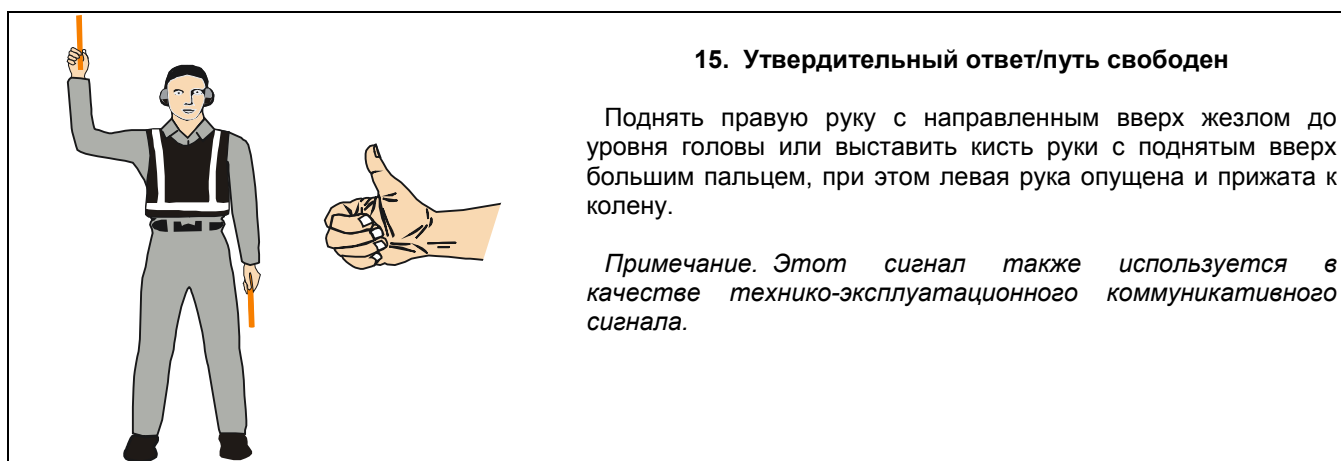 15. Утвердительный ответ/путь свободен
Поднять правую руку с направленным вверх жезлом до
уровня головы или выставить кисть руки с поднятым вверх
большим пальцем, при этом левая рука опущена и прижата к
колену.
Примечание. Этот сигнал также используется в
качестве технико-эксплуатационного коммуникативного
сигнала.